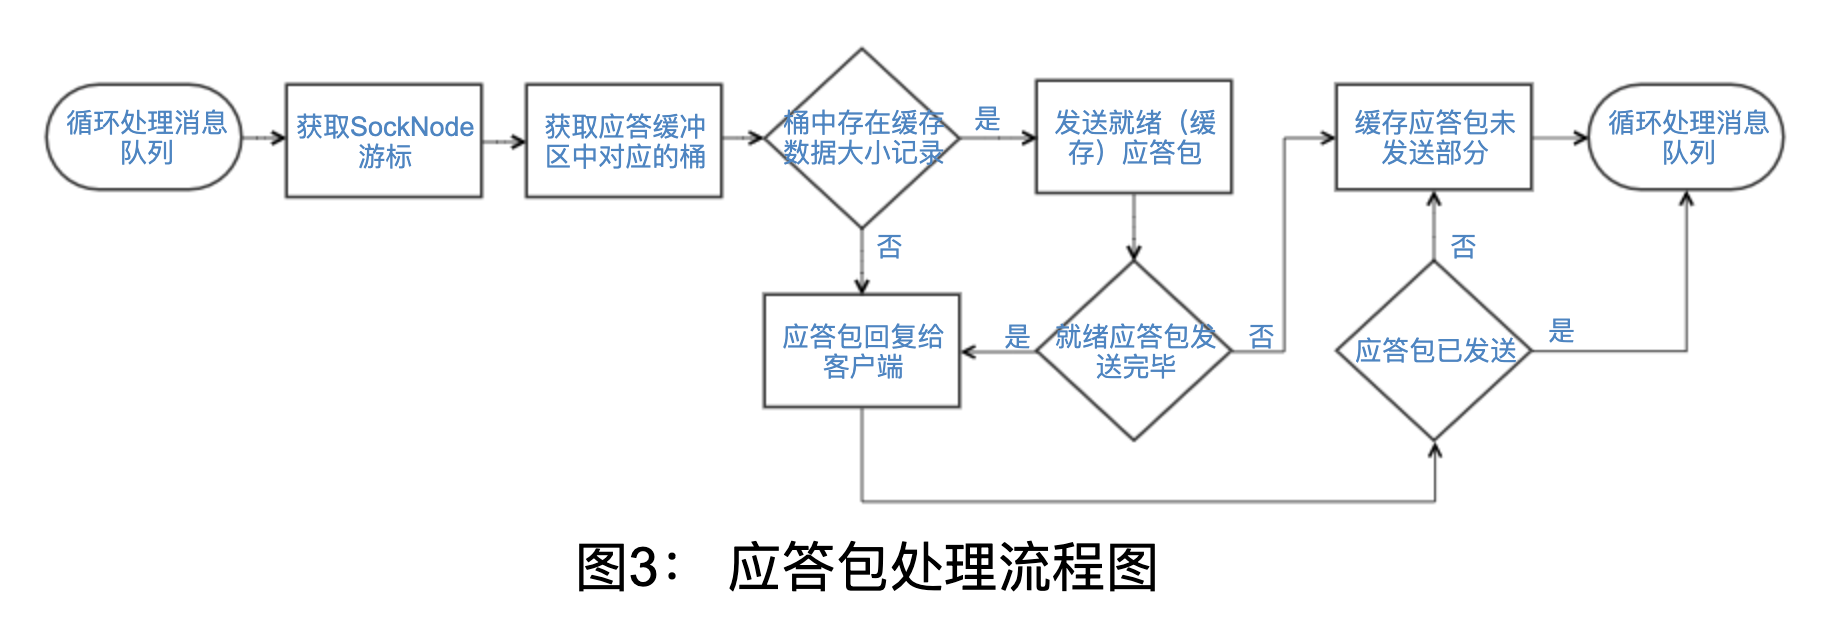 循环处理消息
队列
获取SockNode
游标
获取应答缓冲
区中对应的桶
桶中存在缓存
数据大小记录
是
发送就绪（缓
存）应答包
缓存应答包未
发送部分
循环处理消息
队列
否
否
应答包回复给
客户端
是
就绪应答包发
送完毕
否
应答包已发送
是
图3： 应答包处理流程图